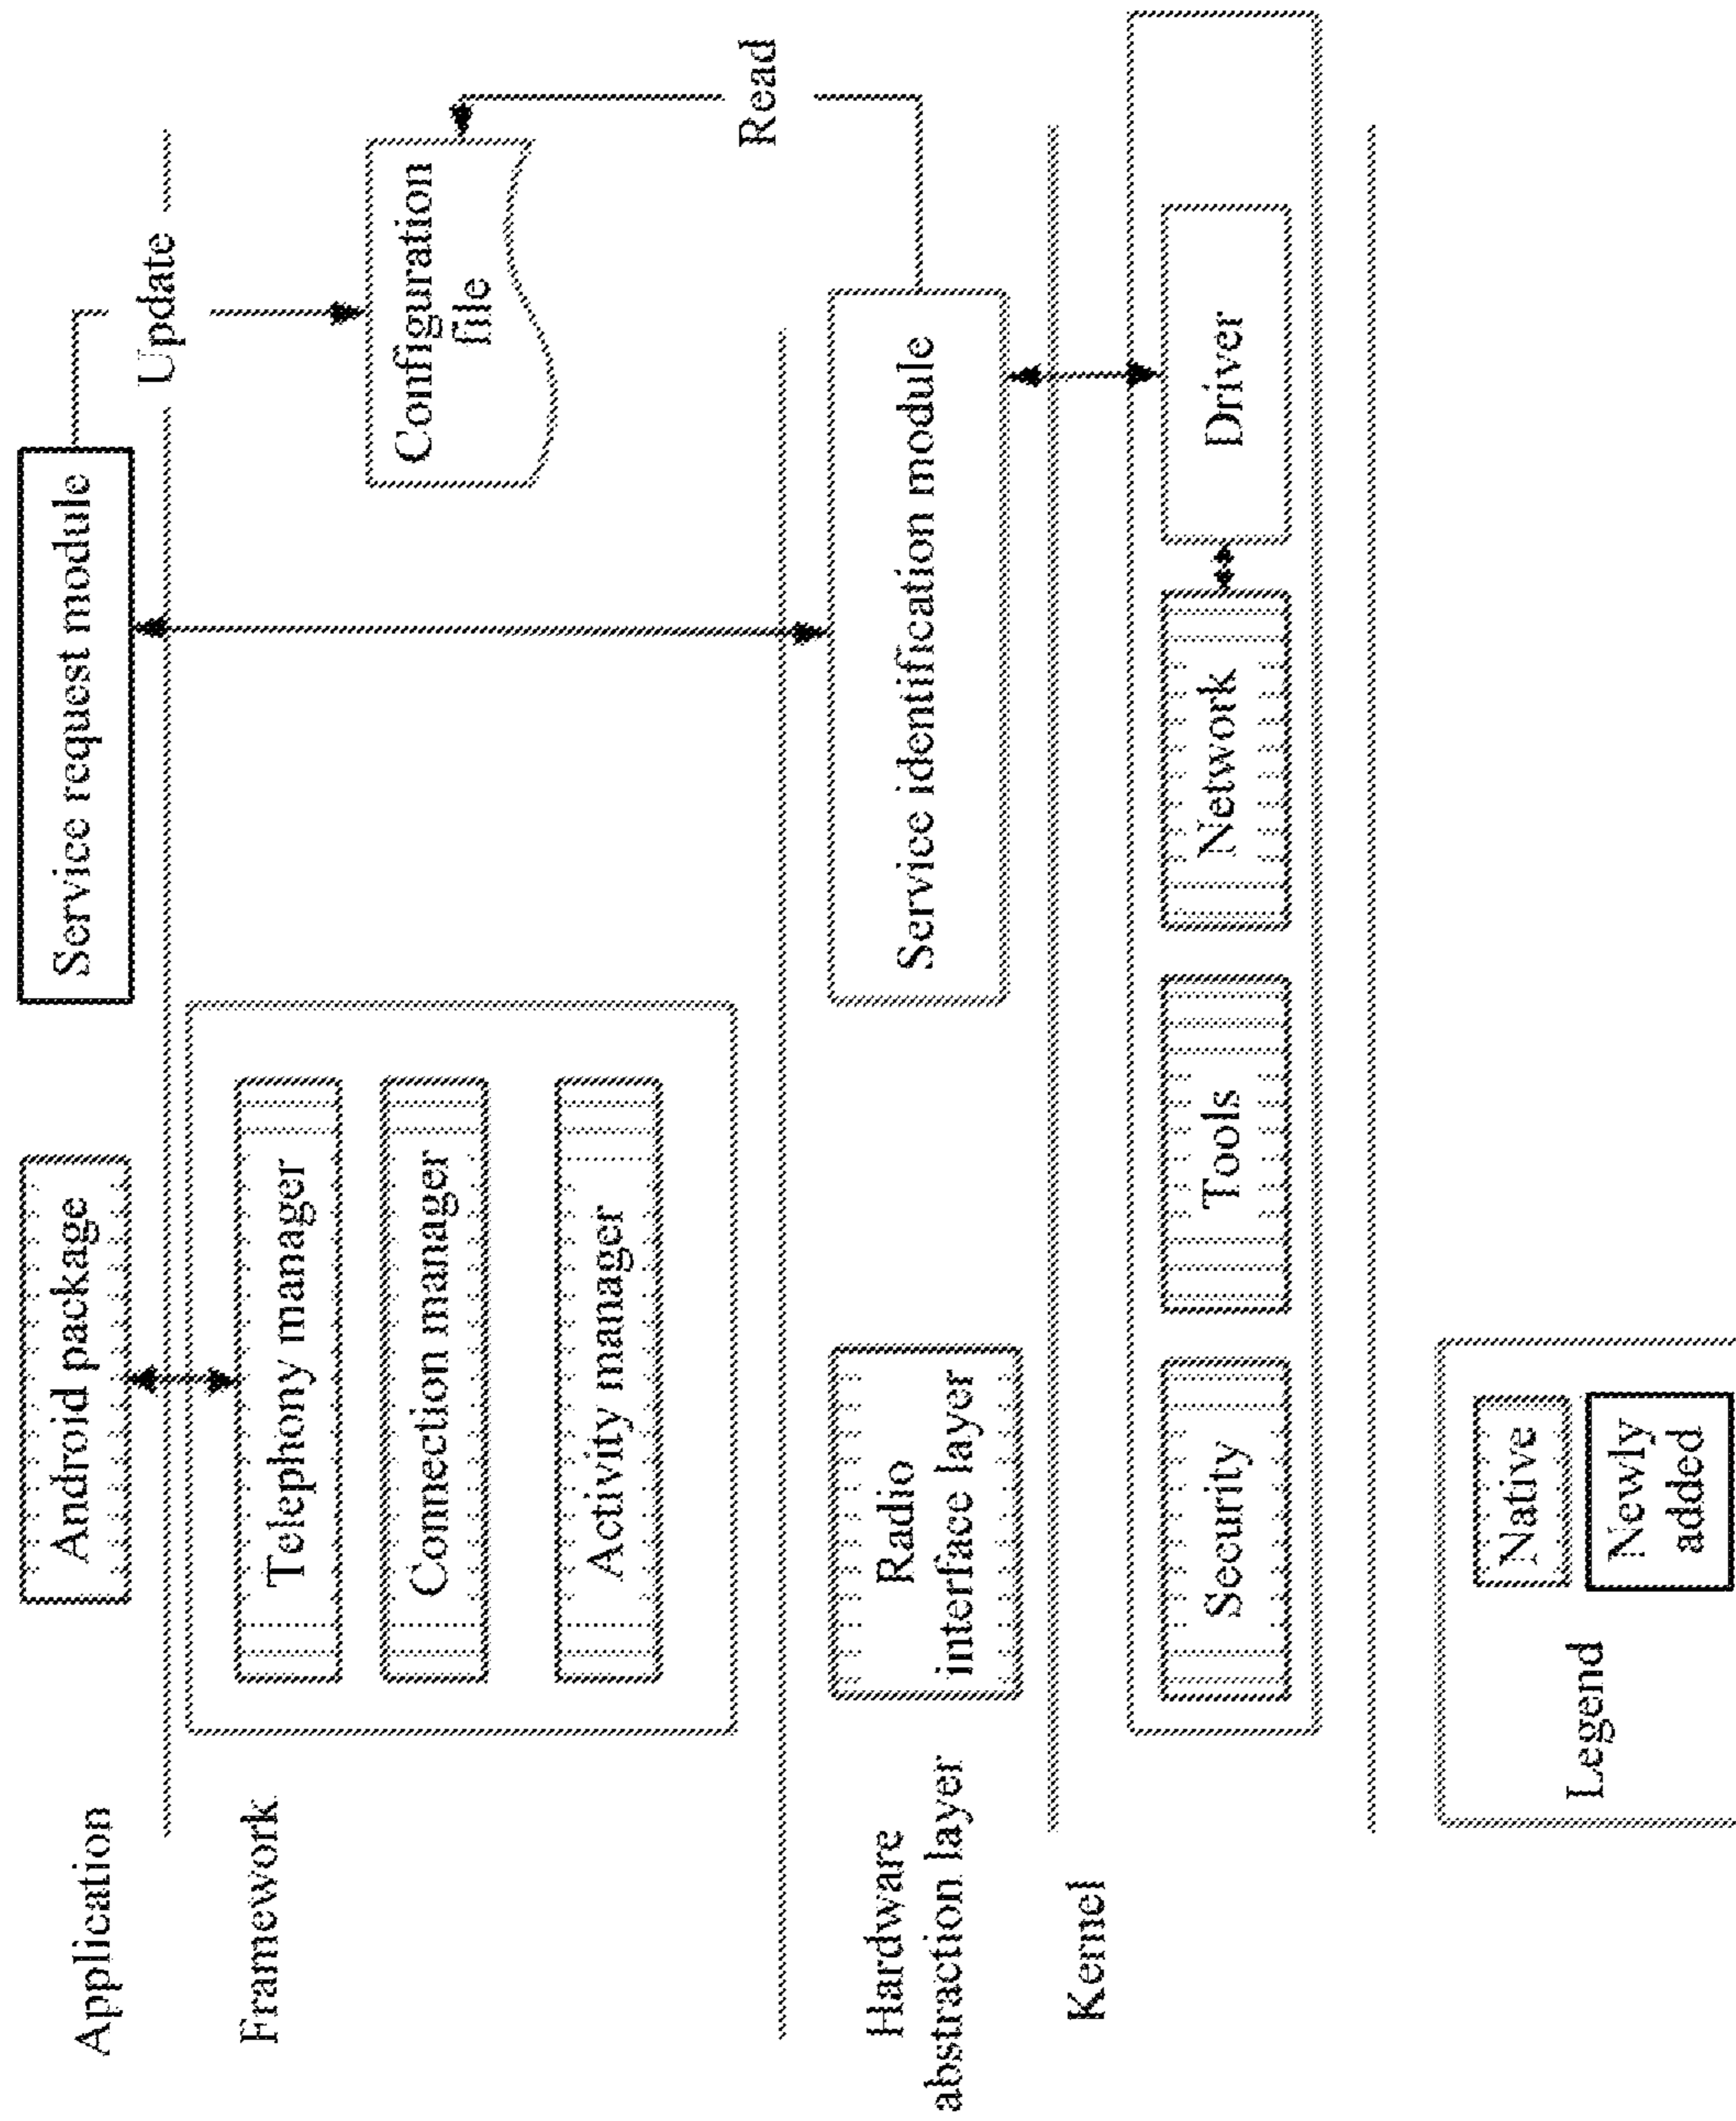 Application
Android package
Service request module
Update
Framework
Telephony manager
Connection manager
Activity manager
Configuration
file
Read
Hardware
abstraction layer
Radio
interface layer
Service identification module
Kernel
Security
Tools
Network
Driver
Legend
Native
Newly
added